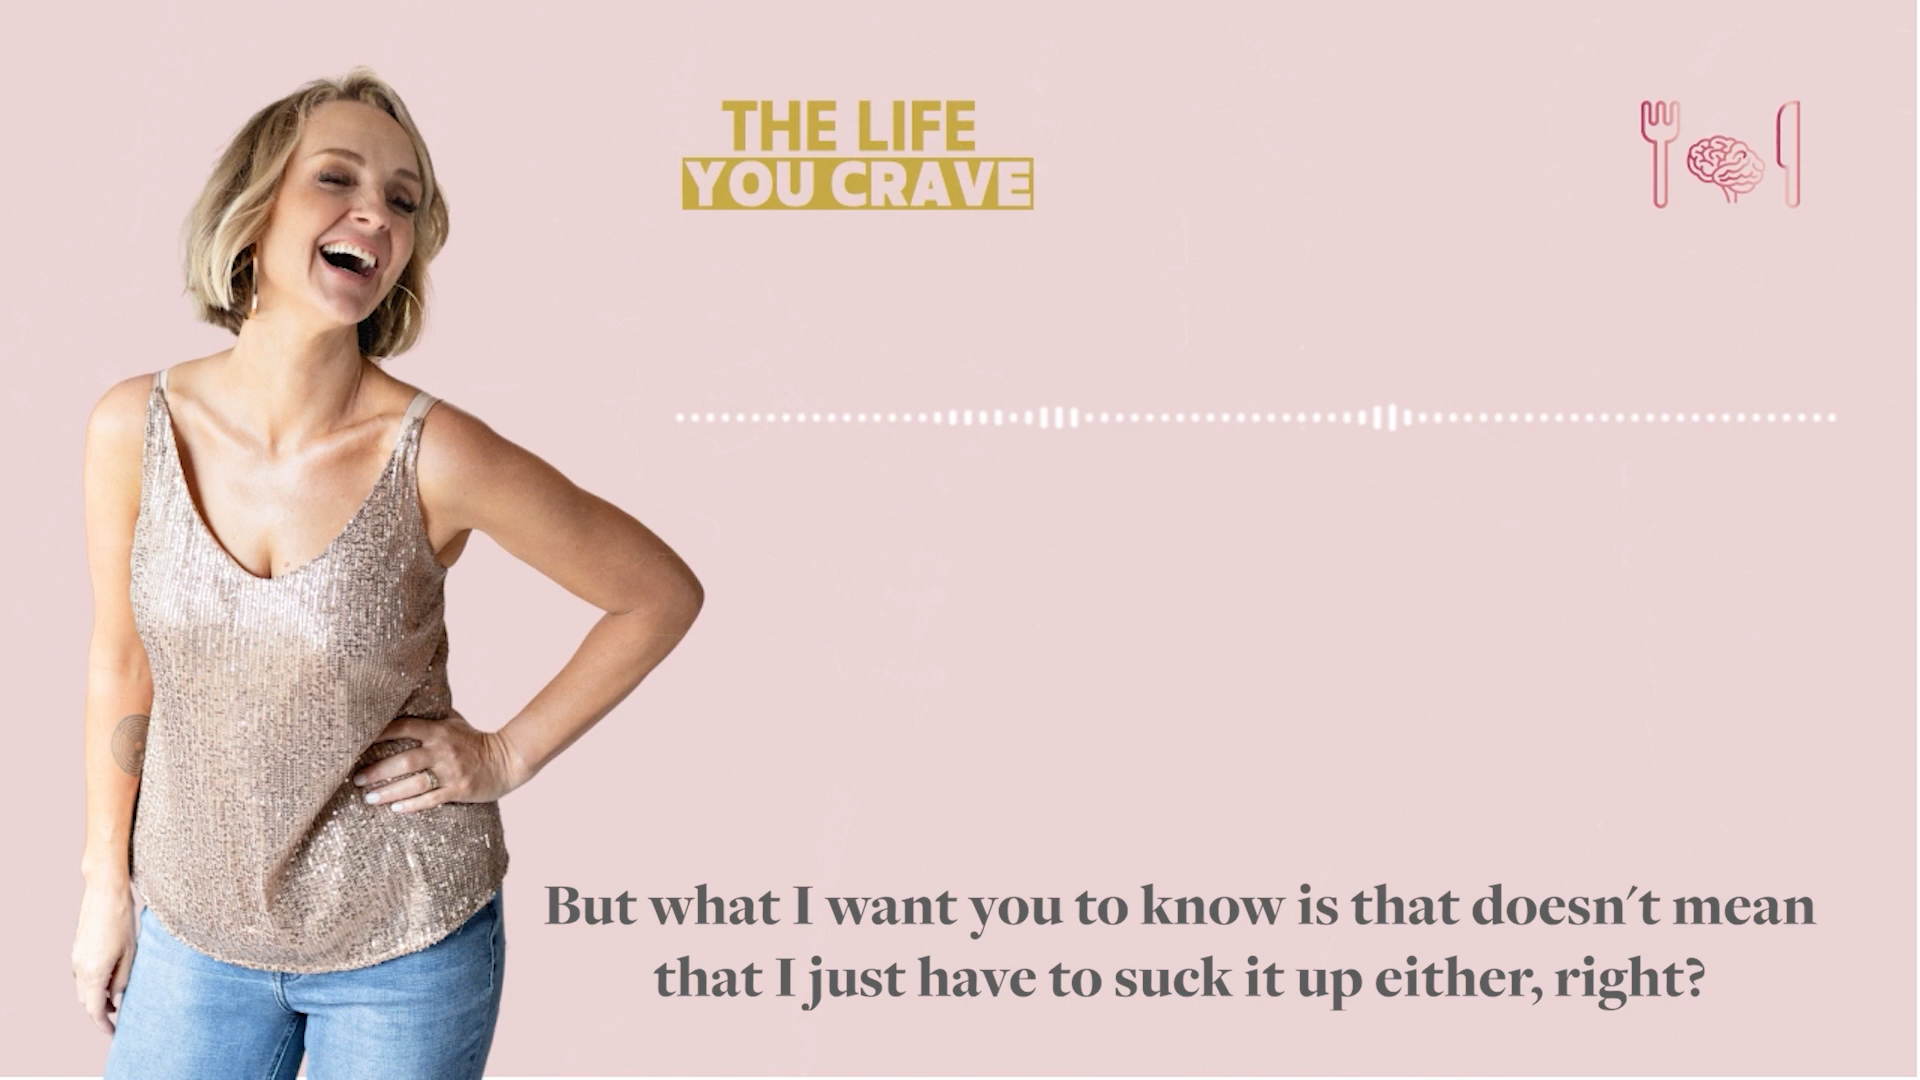 THE LIFE
YOU CRAVE
But what I want you to know is that doesn't mean
that I just have to suck it up either, right?